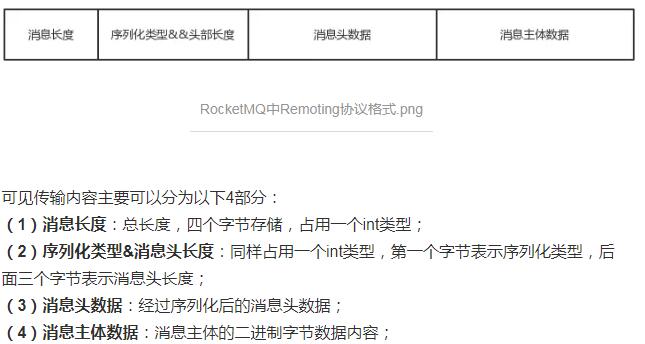 消息长度 序列化类型&&头部长度 消息头数据 消息主体数据
RocketMQ中Remoting协议格式.png
可见传输内容主要可以分为以下4部分：
（1）消息长度：总长度，四个字节存储，占用一个int类型；
（2）序列化类型&消息头长度：同样占用一个int类型，第一个字节表示序列化类型，后
面三个字节表示消息头长度；
（3）消息头数据：经过序列化后的消息头数据；
（4）消息主体数据：消息主体的二进制字节数据内容；